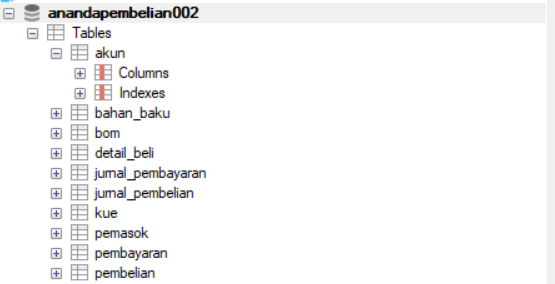 anandapembelian002
Tables
akun
Columns
Indexes
bahan_baku
bom
detail_beli
jurnal_pembayaran
jurnal_pembelian
kue
pemasok
pembayaran
pembelian